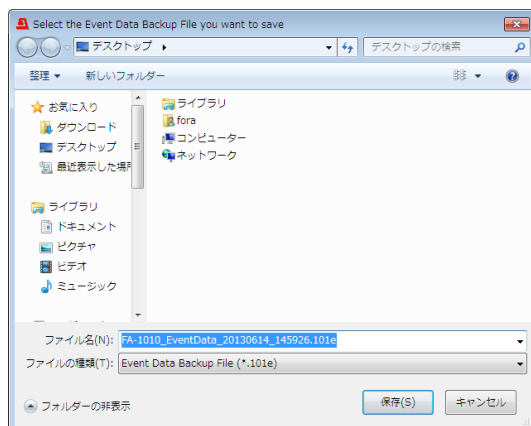 Select the Event Data Backup File you want to save
デスクトップ
デスクトップの検索
整理 新しいフォルダー
お気に入り
ダウンロード
デスクトップ
最近表示した場所
ライブラリ
ドキュメント
ピクチャ
ビデオ
ミュージック
ライブラリ
fora
コンピューター
ネットワーク
ファイル名(N): FA-1010_EventData_20130614_145926.101e
ファイルの種類(T): Event Data Backup File (*.101e)
フォルダーの非表示
保存(S) キャンセル